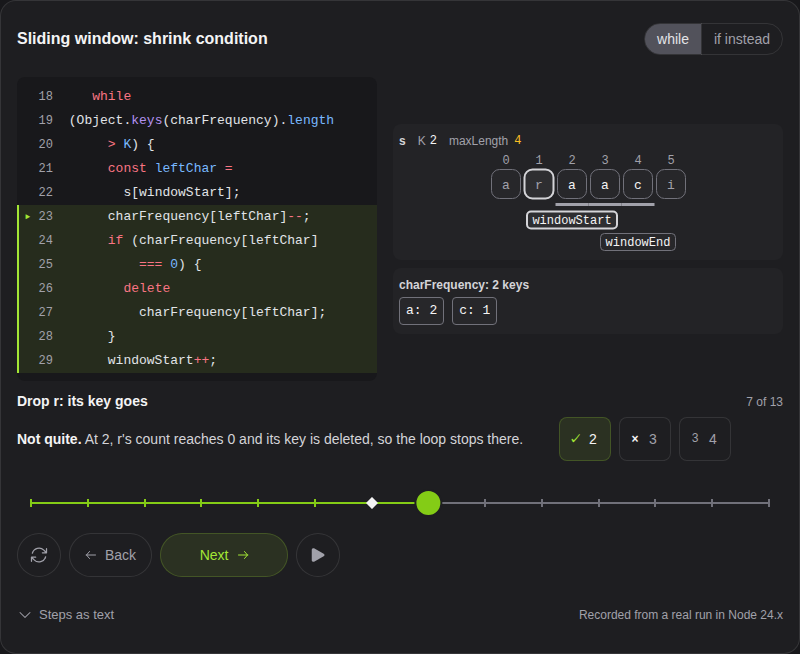 Sliding window: shrink condition
while
if instead
18 while
19 (Object.keys(charFrequency).length
20 > K) {
21 const leftChar =
22 s[windowStart];
23 charFrequency[leftChar]--;
24 if (charFrequency[leftChar]
25 === 0) {
26 delete
27 charFrequency[leftChar];
28 }
29 windowStart++;
s K 2 maxLength 4
0 1 2 3 4 5
a r a a c i
windowStart
windowEnd
charFrequency: 2 keys
a: 2 c: 1
Drop r: its key goes
7 of 13
Not quite. At 2, r's count reaches 0 and its key is deleted, so the loop stops there.
✓ 2 × 3 3 4
← Back
Next →
Steps as text
Recorded from a real run in Node 24.x